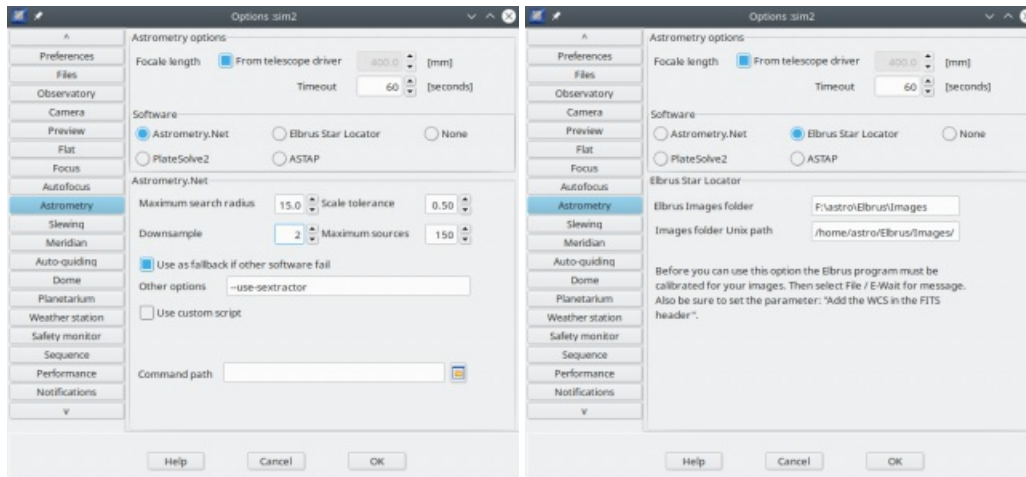 Options :sim2
^
Preferences
Files
Observatory
Camera
Preview
Flat
Focus
Autofocus
Astrometry
Slewing
Meridian
Auto-guiding
Dome
Planetarium
Weather station
Safety monitor
Sequence
Performance
Notifications
v
Astrometry options
Focale length From telescope driver 400.0 [mm]
Timeout 60 [seconds]
Software
Astrometry.Net Elbrus Star Locator None
PlateSolve2 ASTAP
Astrometry.Net
Maximum search radius 15.0 Scale tolerance 0.50
Downsample 2 Maximum sources 150
Use as fallback if other software fail
Other options --use-sextractor
Use custom script
Command path
Help Cancel OK
Options :sim2
^
Preferences
Files
Observatory
Camera
Preview
Flat
Focus
Autofocus
Astrometry
Slewing
Meridian
Auto-guiding
Dome
Planetarium
Weather station
Safety monitor
Sequence
Performance
Notifications
v
Astrometry options
Focale length From telescope driver 400.0 [mm]
Timeout 60 [seconds]
Software
Astrometry.Net Elbrus Star Locator None
PlateSolve2 ASTAP
Elbrus Star Locator
Elbrus Images folder F:\astro\Elbrus\Images
Images folder Unix path /home/astro/Elbrus/Images/
Before you can use this option the Elbrus program must be
calibrated for your images. Then select File / E-Wait for message.
Also be sure to set the parameter: "Add the WCS in the FITS
header".
Help Cancel OK